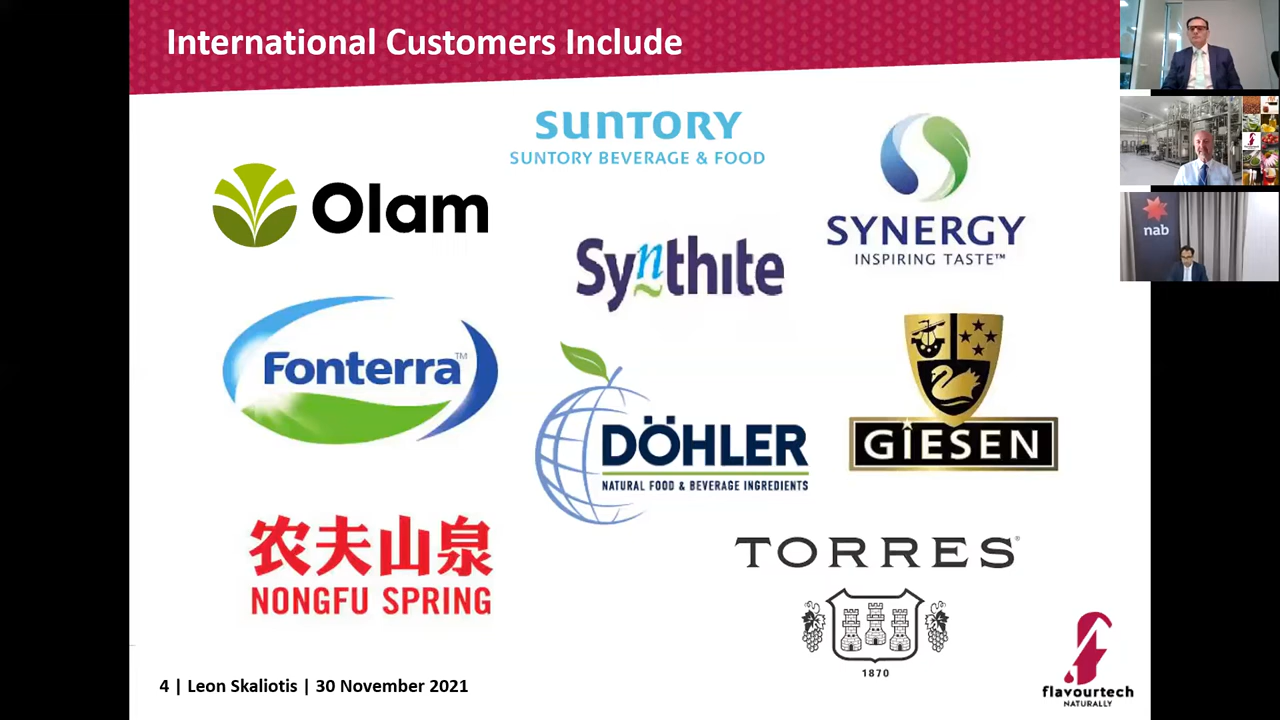 International Customers Include
SUNTORY
SUNTORY BEVERAGE & FOOD
Olam
SYNERGY
INSPIRING TASTE™
Synthite
Fonterra™
DÖHLER
NATURAL FOOD & BEVERAGE INGREDIENTS
GIESEN
农夫山泉
NONGFU SPRING
TORRES®
1870
4 | Leon Skaliotis | 30 November 2021
flavourtech
NATURALLY
nab